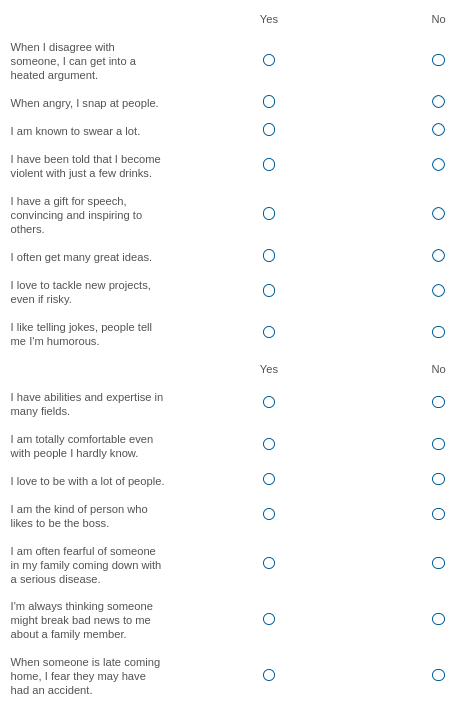 Yes No
When I disagree with
someone, I can get into a
heated argument.
When angry, I snap at people.
I am known to swear a lot.
I have been told that I become
violent with just a few drinks.
I have a gift for speech,
convincing and inspiring to
others.
I often get many great ideas.
I love to tackle new projects,
even if risky.
I like telling jokes, people tell
me I'm humorous.
Yes No
I have abilities and expertise in
many fields.
I am totally comfortable even
with people I hardly know.
I love to be with a lot of people.
I am the kind of person who
likes to be the boss.
I am often fearful of someone
in my family coming down with
a serious disease.
I'm always thinking someone
might break bad news to me
about a family member.
When someone is late coming
home, I fear they may have
had an accident.